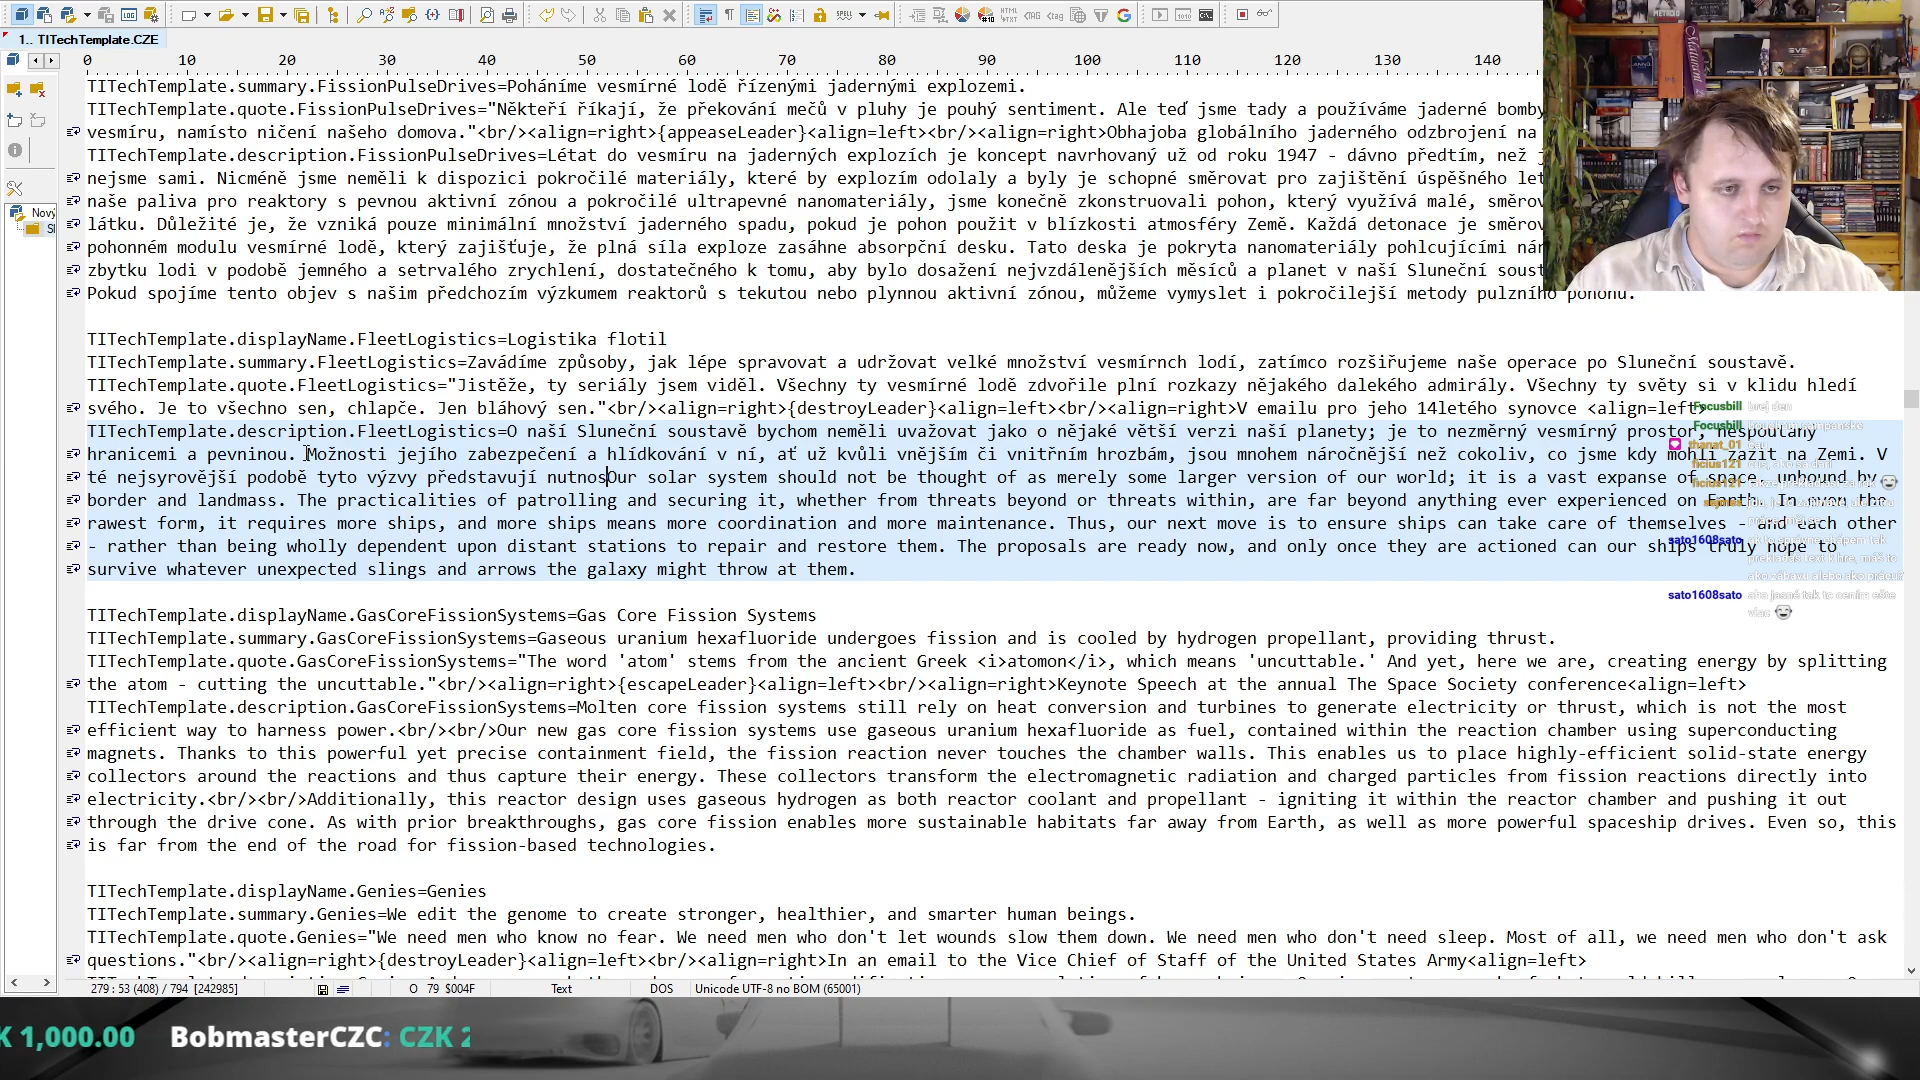 1.. TITechTemplate.CZE
0 10 20 30 40 50 60 70 80 90 100 110 120 130 140
TITechTemplate.summary.FissionPulseDrives=Poháníme vesmírné lodě řízenými jadernými explozemi.
TITechTemplate.quote.FissionPulseDrives="Někteří říkají, že překování mečů v pluhy je pouhý sentiment. Ale teď jsme tady a používáme jaderné bomby
vesmíru, namísto ničení našeho domova."<br/><align=right>{appeaseLeader}<align=left><br/><align=right>Obhajoba globálního jaderného odzbrojení na
TITechTemplate.description.FissionPulseDrives=Létat do vesmíru na jaderných explozích je koncept navrhovaný už od roku 1947 - dávno předtím, než
nejsme sami. Nicméně jsme neměli k dispozici pokročilé materiály, které by explozím odolaly a byly je schopné směrovat pro zajištění úspěšného
naše paliva pro reaktory s pevnou aktivní zónou a pokročilé ultrapevné nanomateriály, jsme konečně zkonstruovali pohon, který využívá malé,
látku. Důležité je, že vzniká pouze minimální množství jaderného spadu, pokud je pohon použit v blízkosti atmosféry Země. Každá detonace je
pohonném modulu vesmírné lodě, který zajišťuje, že plná síla exploze zasáhne absorpční desku. Tato deska je pokryta nanomateriály pohlcujícími
zbytku lodi v podobě jemného a setrvalého zrychlení, dostatečného k tomu, aby bylo dosažení nejvzdálenějších měsíců a planet v naší Sluneční
Pokud spojíme tento objev s našim předchozím výzkumem reaktorů s tekutou nebo plynnou aktivní zónou, můžeme vymyslet i pokročilejší metody pulzního pohonu.
TITechTemplate.displayName.FleetLogistics=Logistika flotil
TITechTemplate.summary.FleetLogistics=Zavádíme způsoby, jak lépe spravovat a udržovat velké množství vesmírnch lodí, zatímco rozšiřujeme naše operace po Sluneční soustavě.
TITechTemplate.quote.FleetLogistics="Jistěže, ty seriály jsem viděl. Všechny ty vesmírné lodě zdvořile plní rozkazy nějakého dalekého admirály. Všechny ty světy si v klidu hledí
svého. Je to všechno sen, chlapče. Jen bláhový sen."<br/><align=right>{destroyLeader}<align=left><br/><align=right>V emailu pro jeho 14letého synovce <align=left>
TITechTemplate.description.FleetLogistics=O naší Sluneční soustavě bychom neměli uvažovat jako o nějaké větší verzi naší planety; je to nezměrný vesmírný prostor, nespoutaný
hranicemi a pevninou. Možnosti jejího zabezpečení a hlídkování v ní, ať už kvůli vnějším či vnitřním hrozbám, jsou mnohem náročnější než cokoliv, co jsme kdy mohli zažít na Zemi. V
té nejsyrovější podobě tyto výzvy představují nutnosOur solar system should not be thought of as merely some larger version of our world; it is a vast expanse of space, unbound by
border and landmass. The practicalities of patrolling and securing it, whether from threats beyond or threats within, are far beyond anything ever experienced on Earth. In even the
rawest form, it requires more ships, and more ships means more coordination and more maintenance. Thus, our next move is to ensure ships can take care of themselves - and each other
- rather than being wholly dependent upon distant stations to repair and restore them. The proposals are ready now, and only once they are actioned can our ships truly hope to
survive whatever unexpected slings and arrows the galaxy might throw at them.
Focusbill brej den
Focusbill
thanat_01
ficius121
ficius121
sato1608sato
sato1608sato
TITechTemplate.displayName.GasCoreFissionSystems=Gas Core Fission Systems
TITechTemplate.summary.GasCoreFissionSystems=Gaseous uranium hexafluoride undergoes fission and is cooled by hydrogen propellant, providing thrust.
TITechTemplate.quote.GasCoreFissionSystems="The word 'atom' stems from the ancient Greek <i>atomon</i>, which means 'uncuttable.' And yet, here we are, creating energy by splitting
the atom - cutting the uncuttable."<br/><align=right>{escapeLeader}<align=left><br/><align=right>Keynote Speech at the annual The Space Society conference<align=left>
TITechTemplate.description.GasCoreFissionSystems=Molten core fission systems still rely on heat conversion and turbines to generate electricity or thrust, which is not the most
efficient way to harness power.<br/><br/>Our new gas core fission systems use gaseous uranium hexafluoride as fuel, contained within the reaction chamber using superconducting
magnets. Thanks to this powerful yet precise containment field, the fission reaction never touches the chamber walls. This enables us to place highly-efficient solid-state energy
collectors around the reactions and thus capture their energy. These collectors transform the electromagnetic radiation and charged particles from fission reactions directly into
electricity.<br/><br/>Additionally, this reactor design uses gaseous hydrogen as both reactor coolant and propellant - igniting it within the reactor chamber and pushing it out
through the drive cone. As with prior breakthroughs, gas core fission enables more sustainable habitats far away from Earth, as well as more powerful spaceship drives. Even so, this
is far from the end of the road for fission-based technologies.
TITechTemplate.displayName.Genies=Genies
TITechTemplate.summary.Genies=We edit the genome to create stronger, healthier, and smarter human beings.
TITechTemplate.quote.Genies="We need men who know no fear. We need men who don't let wounds slow them down. We need men who don't need sleep. Most of all, we need men who don't ask
questions."<br/><align=right>{destroyLeader}<align=left><br/><align=right>In an email to the Vice Chief of Staff of the United States Army<align=left>
279 : 53 (408) / 794 [242985] O 79 $004F Text DOS Unicode UTF-8 no BOM (65001)
K 1,000.00 BobmasterCZC: CZK 2